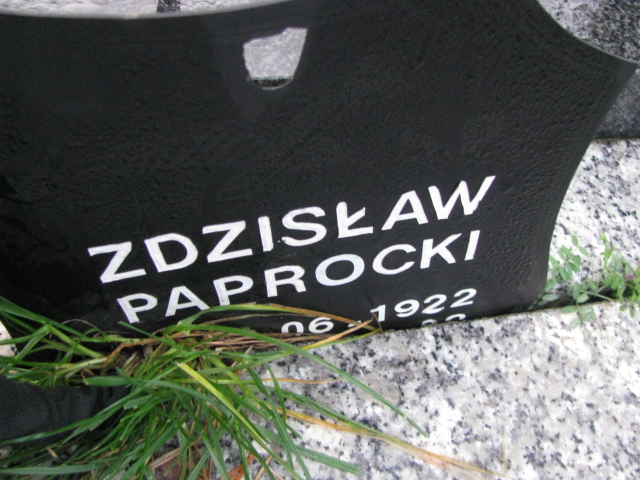 ZDZISŁAW
PAPROCKI
06 - 1922